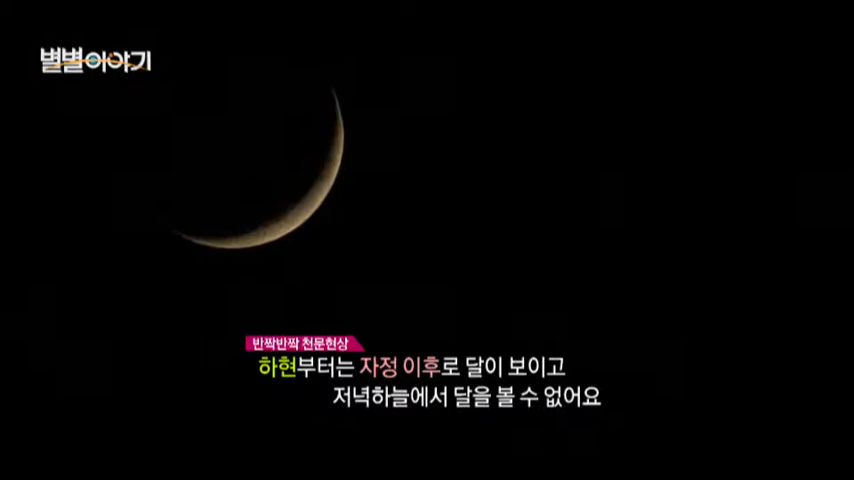 별별이야기
반짝반짝 천문현상
하현부터는 자정 이후로 달이 보이고
저녁하늘에서 달을 볼 수 없어요